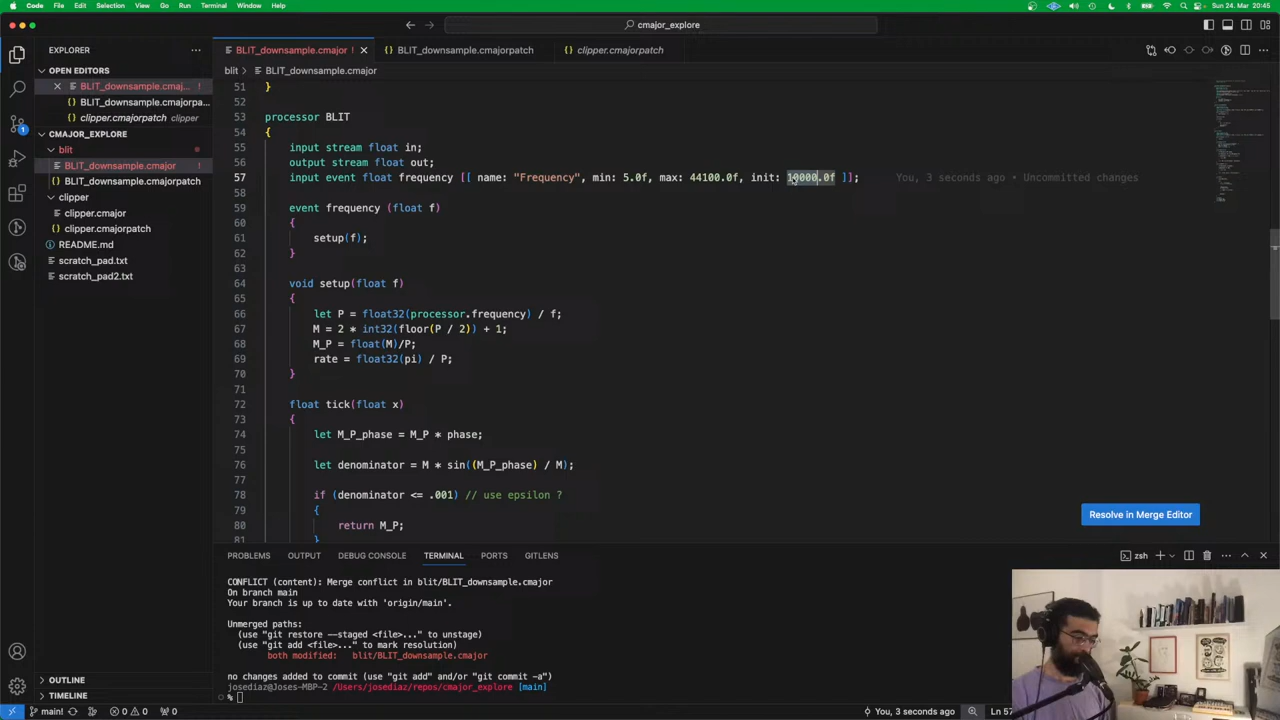 Code File Edit Selection View Go Run Terminal Window Help Sun 24. Mar 20:45
cmajor_explore
EXPLORER
BLIT_downsample.cmajor !
BLIT_downsample.cmajorpatch
clipper.cmajorpatch
OPEN EDITORS
blit > BLIT_downsample.cmajor
BLIT_downsample.cmaj... !
BLIT_downsample.cmajorpa...
clipper.cmajorpatch clipper
CMAJOR_EXPLORE
blit
BLIT_downsample.cmajor !
BLIT_downsample.cmajorpatch
clipper
clipper.cmajor
clipper.cmajorpatch
README.md
scratch_pad.txt
scratch_pad2.txt
OUTLINE
TIMELINE
51 }
52
53 processor BLIT
54 {
55 input stream float in;
56 output stream float out;
57 input event float frequency [[ name: "Frequency", min: 5.0f, max: 44100.0f, init: 10000.0f ]]; You, 3 seconds ago • Uncommitted changes
58
59 event frequency (float f)
60 {
61 setup(f);
62 }
63
64 void setup(float f)
65 {
66 let P = float32(processor.frequency) / f;
67 M = 2 * int32(floor(P / 2)) + 1;
68 M_P = float(M)/P;
69 rate = float32(pi) / P;
70 }
71
72 float tick(float x)
73 {
74 let M_P_phase = M_P * phase;
75
76 let denominator = M * sin((M_P_phase) / M);
77
78 if (denominator <= .001) // use epsilon ?
79 {
80 return M_P;
81 }
Resolve in Merge Editor
PROBLEMS OUTPUT DEBUG CONSOLE TERMINAL PORTS GITLENS
zsh
CONFLICT (content): Merge conflict in blit/BLIT_downsample.cmajor
On branch main
Your branch is up to date with 'origin/main'.
Unmerged paths:
(use "git restore --staged <file>..." to unstage)
(use "git add <file>..." to mark resolution)
both modified: blit/BLIT_downsample.cmajor
no changes added to commit (use "git add" and/or "git commit -a")
josediaz@Joses-MBP-2 /Users/josediaz/repos/cmajor_explore [main]
%
main! 0 0 0 You, 3 seconds ago Ln 57